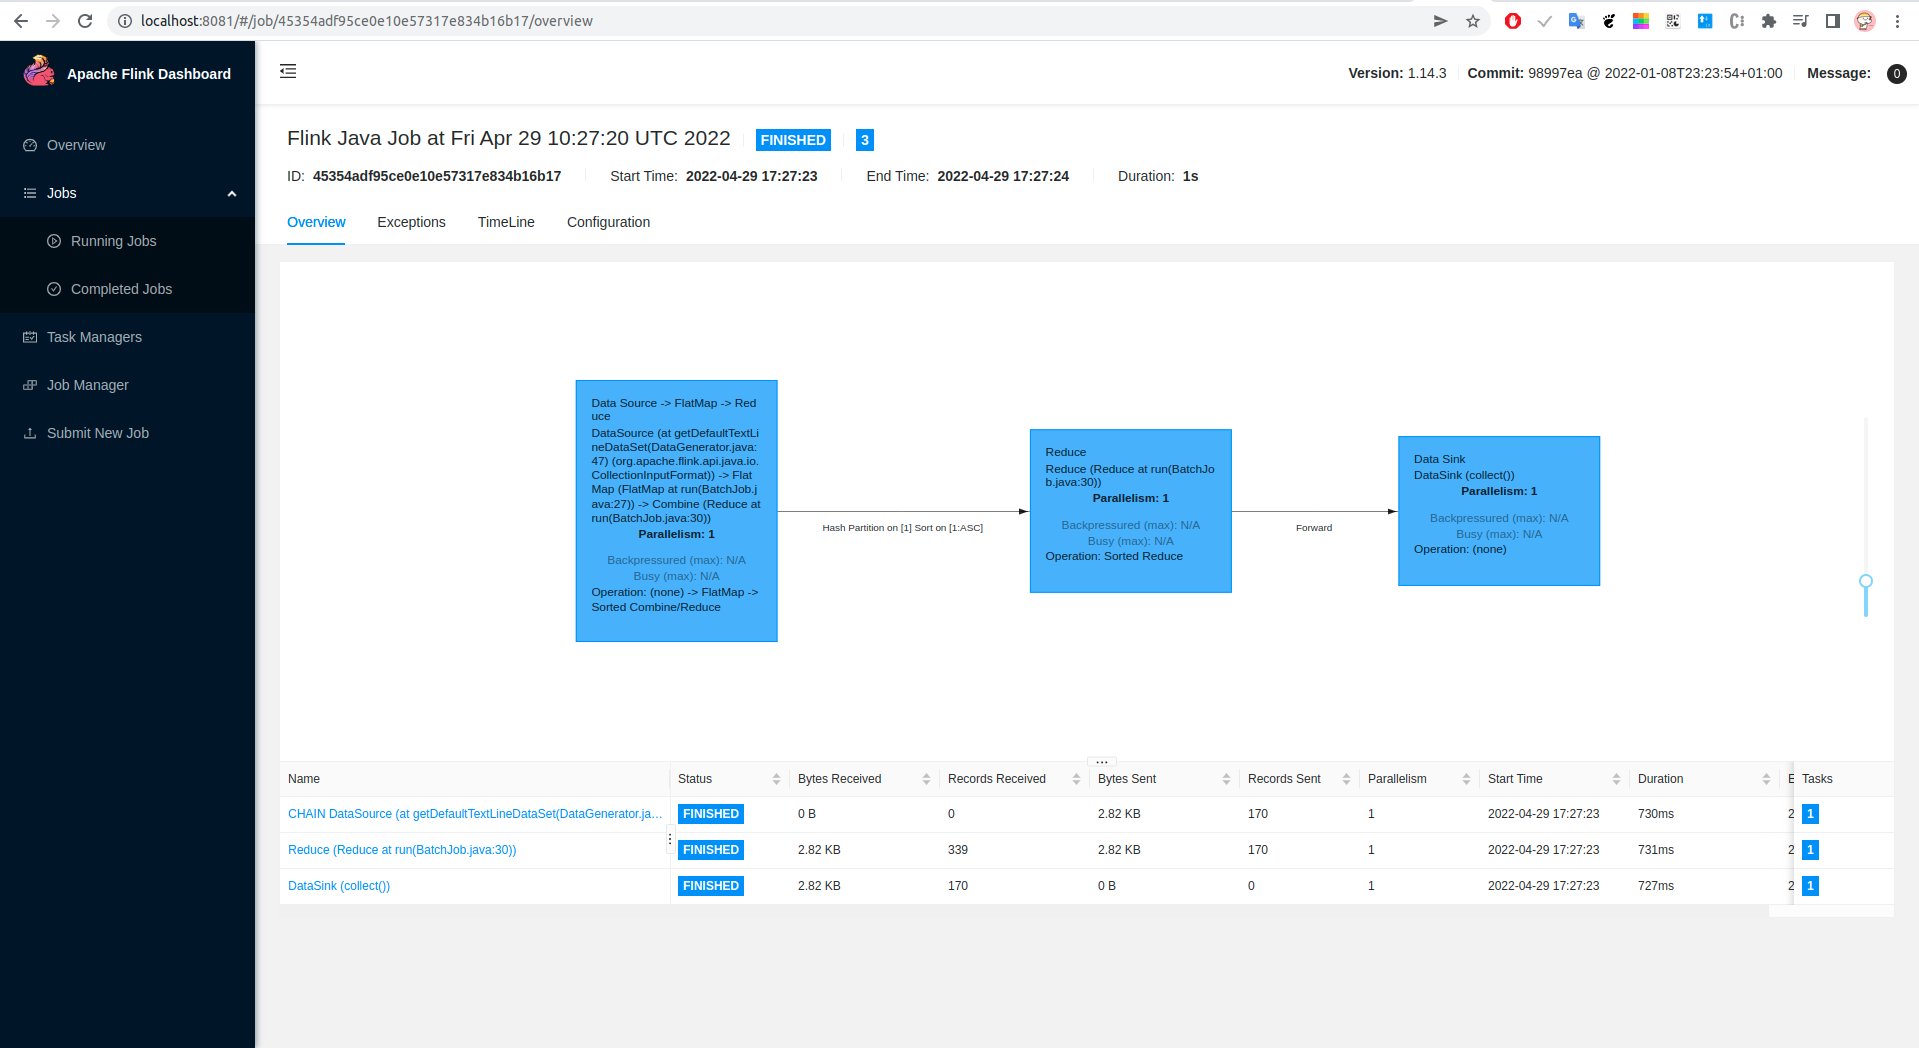 localhost:8081/#/job/45354adf95ce0e10e57317e834b16b17/overview
Apache Flink Dashboard
Version: 1.14.3 Commit: 98997ea @ 2022-01-08T23:23:54+01:00 Message: 0
Overview
Jobs
Running Jobs
Completed Jobs
Task Managers
Job Manager
Submit New Job
Flink Java Job at Fri Apr 29 10:27:20 UTC 2022 FINISHED 3
ID: 45354adf95ce0e10e57317e834b16b17 Start Time: 2022-04-29 17:27:23 End Time: 2022-04-29 17:27:24 Duration: 1s
Overview Exceptions TimeLine Configuration
Data Source -> FlatMap -> Red
uce
DataSource (at getDefaultTextLi
neDataSet(DataGenerator.java:
47) (org.apache.flink.api.java.io.
CollectionInputFormat)) -> Flat
Map (FlatMap at run(BatchJob.j
ava:27)) -> Combine (Reduce at
run(BatchJob.java:30))
Parallelism: 1
Backpressured (max): N/A
Busy (max): N/A
Operation: (none) -> FlatMap ->
Sorted Combine/Reduce
Hash Partition on [1] Sort on [1:ASC]
Reduce
Reduce (Reduce at run(BatchJo
b.java:30))
Parallelism: 1
Backpressured (max): N/A
Busy (max): N/A
Operation: Sorted Reduce
Forward
Data Sink
DataSink (collect())
Parallelism: 1
Backpressured (max): N/A
Busy (max): N/A
Operation: (none)
Name Status Bytes Received Records Received Bytes Sent Records Sent Parallelism Start Time Duration E Tasks
CHAIN DataSource (at getDefaultTextLineDataSet(DataGenerator.ja... FINISHED 0 B 0 2.82 KB 170 1 2022-04-29 17:27:23 730ms 2 1
Reduce (Reduce at run(BatchJob.java:30)) FINISHED 2.82 KB 339 2.82 KB 170 1 2022-04-29 17:27:23 731ms 2 1
DataSink (collect()) FINISHED 2.82 KB 170 0 B 0 1 2022-04-29 17:27:23 727ms 2 1